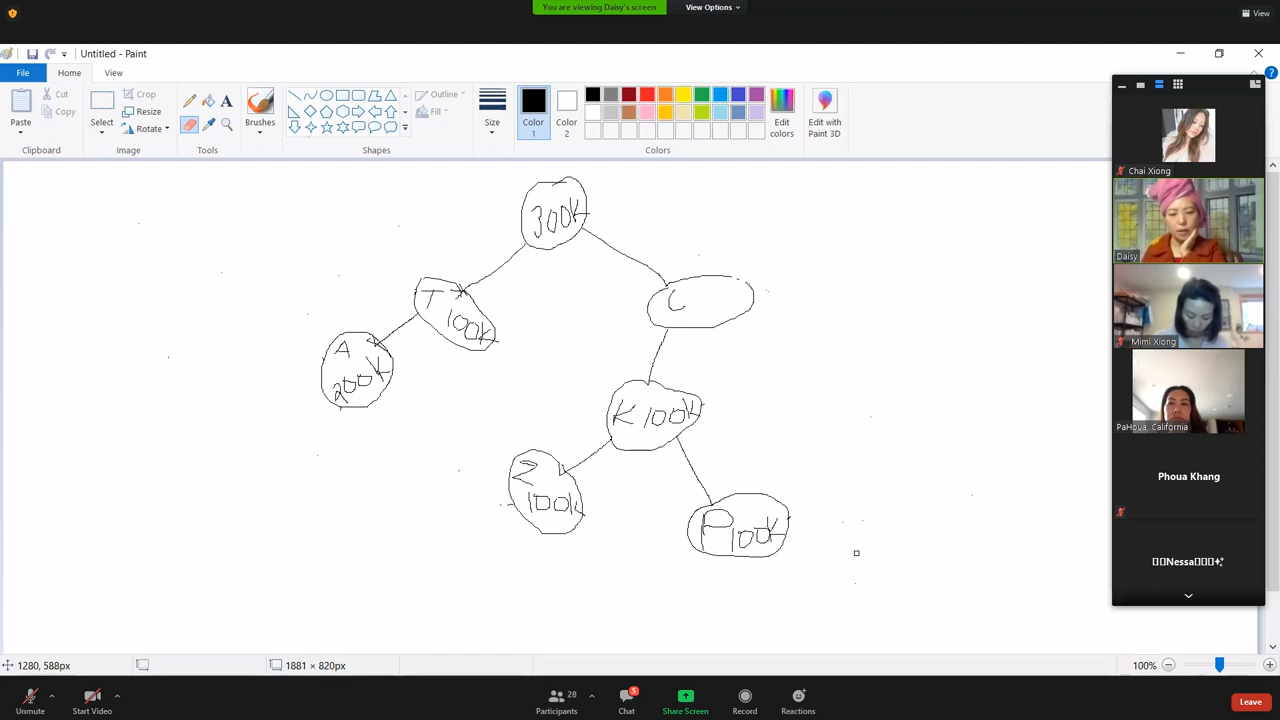 You are viewing Daisy's screen
View Options
View
Untitled - Paint
File
Home
View
Paste
Cut
Copy
Clipboard
Select
Crop
Resize
Rotate
Image
A
Tools
Brushes
Outline
Fill
Shapes
Size
Color
1
Color
2
Edit
colors
Colors
Edit with
Paint 3D
?
300k
T
100k
C
A
200k
K 100k
Z
100k
P 100k
Chai Xiong
Daisy
Mimi Xiong
PaHoua, California
Phoua Khang
Nessa
1280, 588px
1881 × 820px
100%
Unmute
Start Video
28
Participants
5
Chat
Share Screen
Record
Reactions
Leave